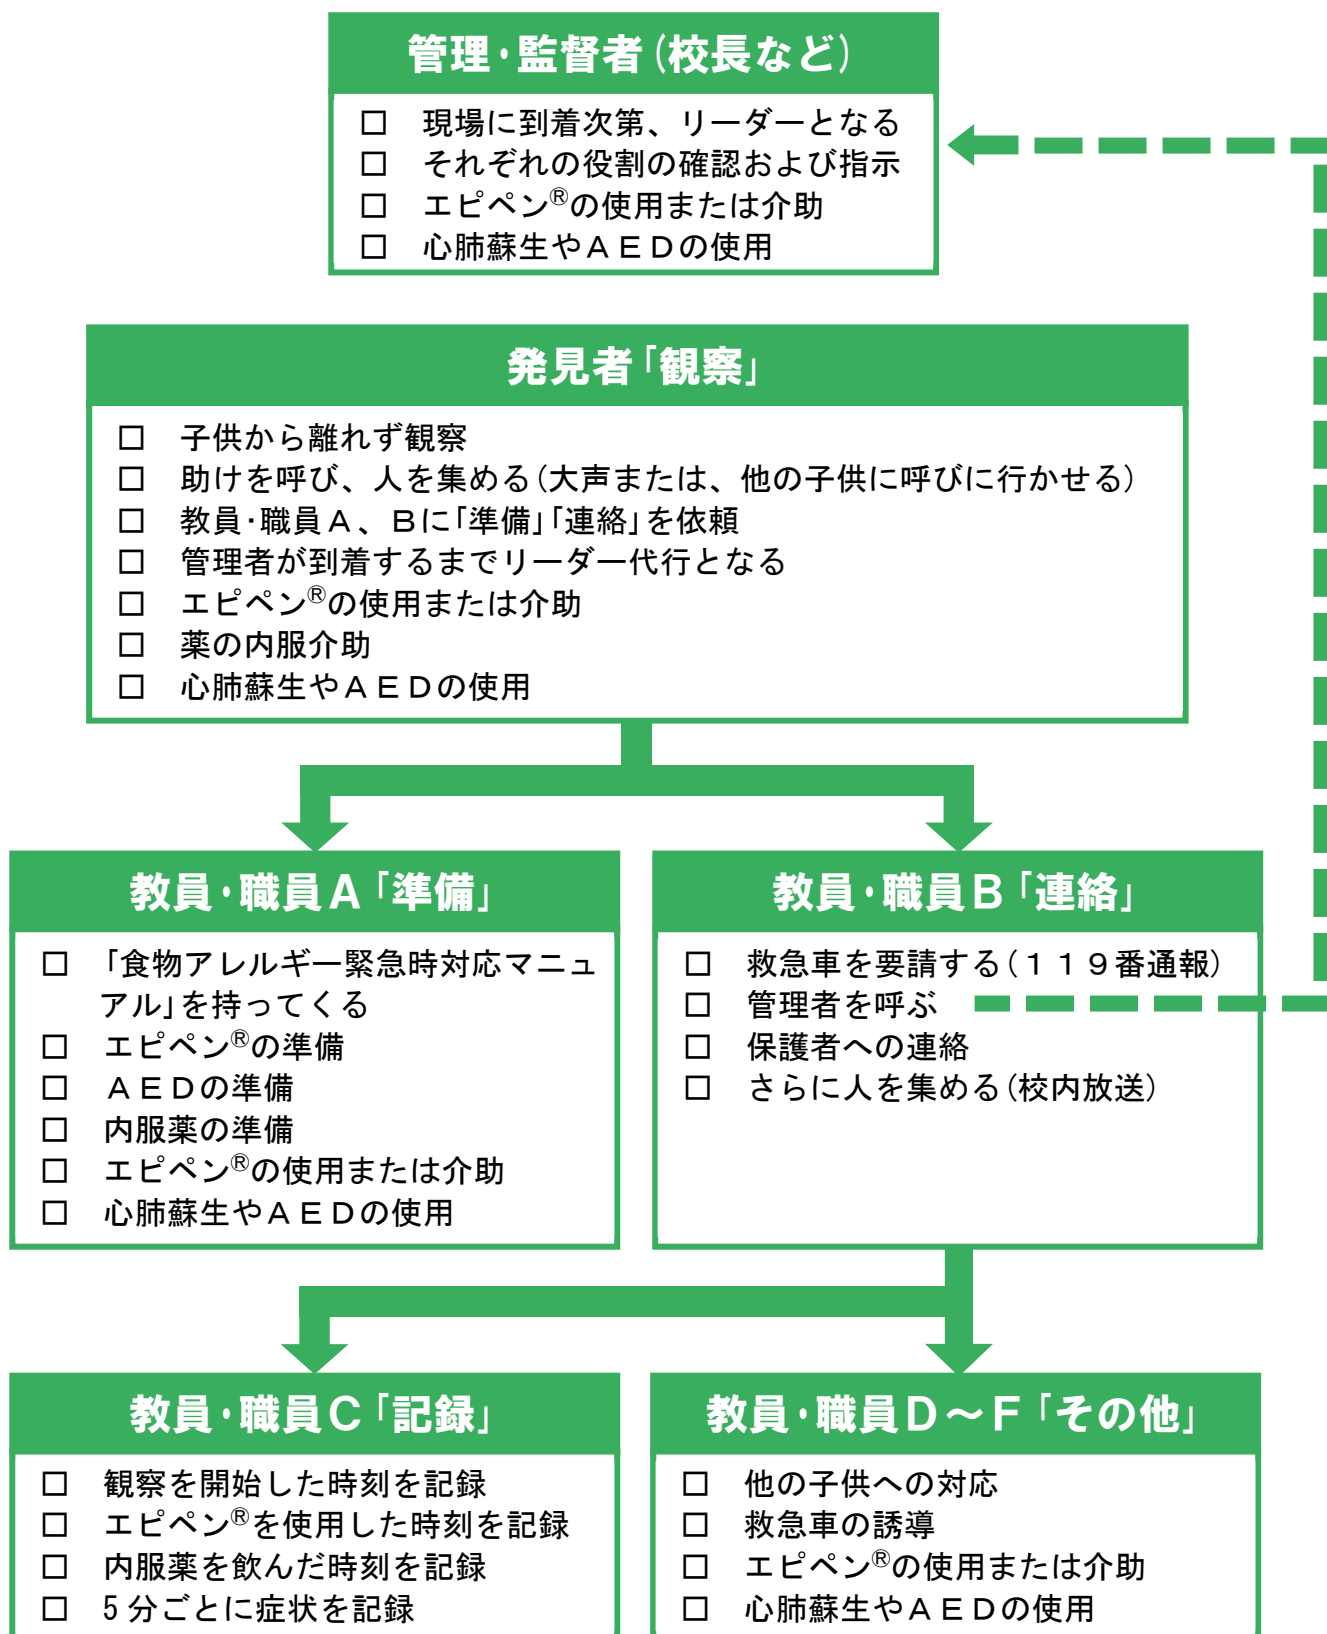 管理・監督者(校長など)
□ 現場に到着次第、リーダーとなる
□ それぞれの役割の確認および指示
□ エピペン®の使用または介助
□ 心肺蘇生やAEDの使用
発見者「観察」
□ 子供から離れず観察
□ 助けを呼び、人を集める(大声または、他の子供に呼びに行かせる)
□ 教員・職員A、Bに「準備」「連絡」を依頼
□ 管理者が到着するまでリーダー代行となる
□ エピペン®の使用または介助
□ 薬の内服介助
□ 心肺蘇生やAEDの使用
教員・職員A「準備」
□ 「食物アレルギー緊急時対応マニュ
アル」を持ってくる
□ エピペン®の準備
□ AEDの準備
□ 内服薬の準備
□ エピペン®の使用または介助
□ 心肺蘇生やAEDの使用
教員・職員B「連絡」
□ 救急車を要請する(119番通報)
□ 管理者を呼ぶ
□ 保護者への連絡
□ さらに人を集める(校内放送)
教員・職員C「記録」
□ 観察を開始した時刻を記録
□ エピペン®を使用した時刻を記録
□ 内服薬を飲んだ時刻を記録
□ 5分ごとに症状を記録
教員・職員D〜F「その他」
□ 他の子供への対応
□ 救急車の誘導
□ エピペン®の使用または介助
□ 心肺蘇生やAEDの使用